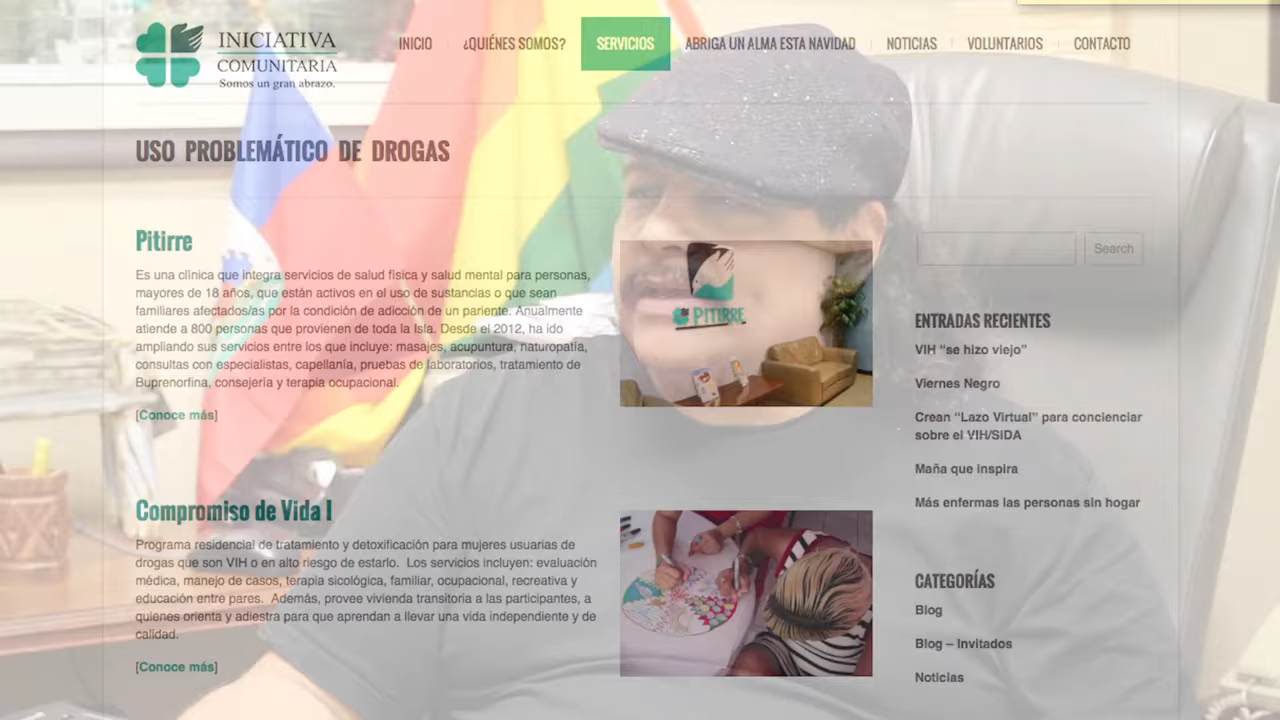 INICIATIVA
COMUNITARIA
Somos un gran abrazo.
INICIO
¿QUIÉNES SOMOS?
SERVICIOS
ABRIGA UN ALMA ESTA NAVIDAD
NOTICIAS
VOLUNTARIOS
CONTACTO
USO PROBLEMÁTICO DE DROGAS
Pitirre
Es una clínica que integra servicios de salud física y salud mental para personas,
mayores de 18 años, que están activos en el uso de sustancias o que sean
familiares afectados/as por la condición de adicción de un pariente. Anualmente
atiende a 800 personas que provienen de toda la Isla. Desde el 2012, ha ido
ampliando sus servicios entre los que incluye: masajes, acupuntura, naturopatía,
consultas con especialistas, capellanía, pruebas de laboratorios, tratamiento de
Buprenorfina, consejería y terapia ocupacional.
[Conoce más]
PITIRRE
Compromiso de Vida I
Programa residencial de tratamiento y detoxificación para mujeres usuarias de
drogas que son VIH o en alto riesgo de estarlo. Los servicios incluyen: evaluación
médica, manejo de casos, terapia sicológica, familiar, ocupacional, recreativa y
educación entre pares. Además, provee vivienda transitoria a las participantes, a
quienes orienta y adiestra para que aprendan a llevar una vida independiente y de
calidad.
[Conoce más]
Search
ENTRADAS RECIENTES
VIH “se hizo viejo”
Viernes Negro
Crean “Lazo Virtual” para concienciar
sobre el VIH/SIDA
Maña que inspira
Más enfermas las personas sin hogar
CATEGORÍAS
Blog
Blog – Invitados
Noticias